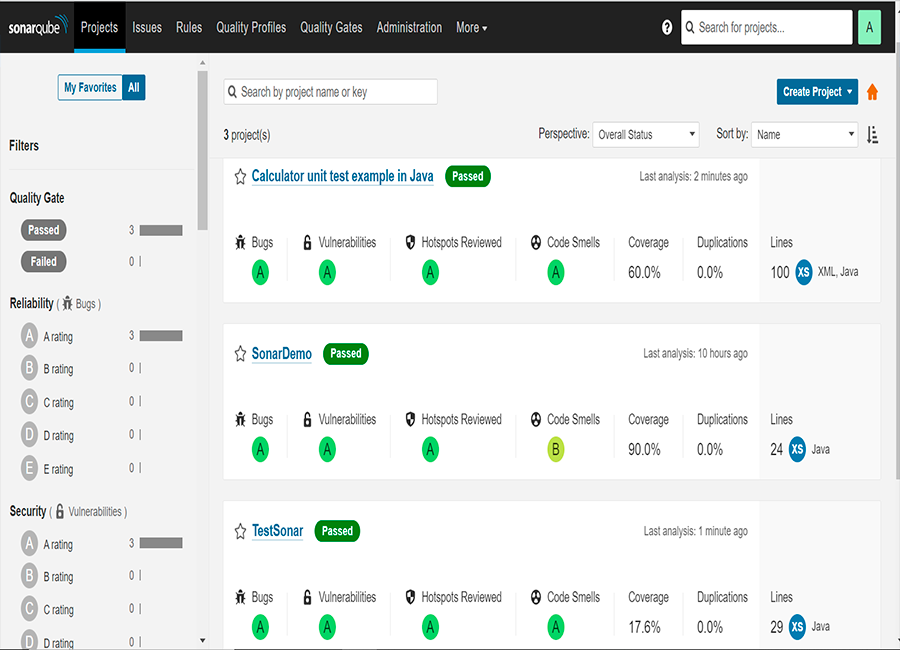 sonarqube Projects Issues Rules Quality Profiles Quality Gates Administration More ? Search for projects... A
My Favorites All
Filters
Quality Gate
Passed 3
Failed 0
Reliability ( Bugs )
A A rating 3
B B rating 0
C C rating 0
D D rating 0
E E rating 0
Security ( Vulnerabilities )
A A rating 3
B B rating 0
C C rating 0
D D rating 0
Search by project name or key Create Project
3 project(s) Perspective: Overall Status Sort by: Name
Calculator unit test example in Java Passed Last analysis: 2 minutes ago
Bugs Vulnerabilities Hotspots Reviewed Code Smells Coverage Duplications Lines
A A A A 60.0% 0.0% 100 XS XML, Java
SonarDemo Passed Last analysis: 10 hours ago
Bugs Vulnerabilities Hotspots Reviewed Code Smells Coverage Duplications Lines
A A A B 90.0% 0.0% 24 XS Java
TestSonar Passed Last analysis: 1 minute ago
Bugs Vulnerabilities Hotspots Reviewed Code Smells Coverage Duplications Lines
A A A A 17.6% 0.0% 29 XS Java